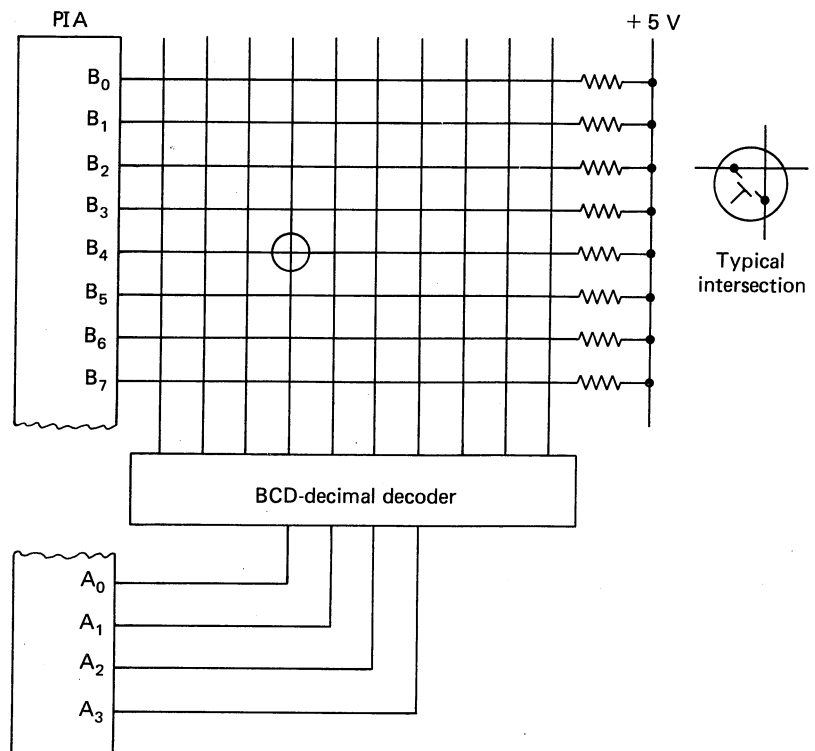 PIA
+ 5 V
B₀
B₁
B₂
B₃
B₄
B₅
B₆
B₇
Typical
intersection
BCD-decimal decoder
A₀
A₁
A₂
A₃